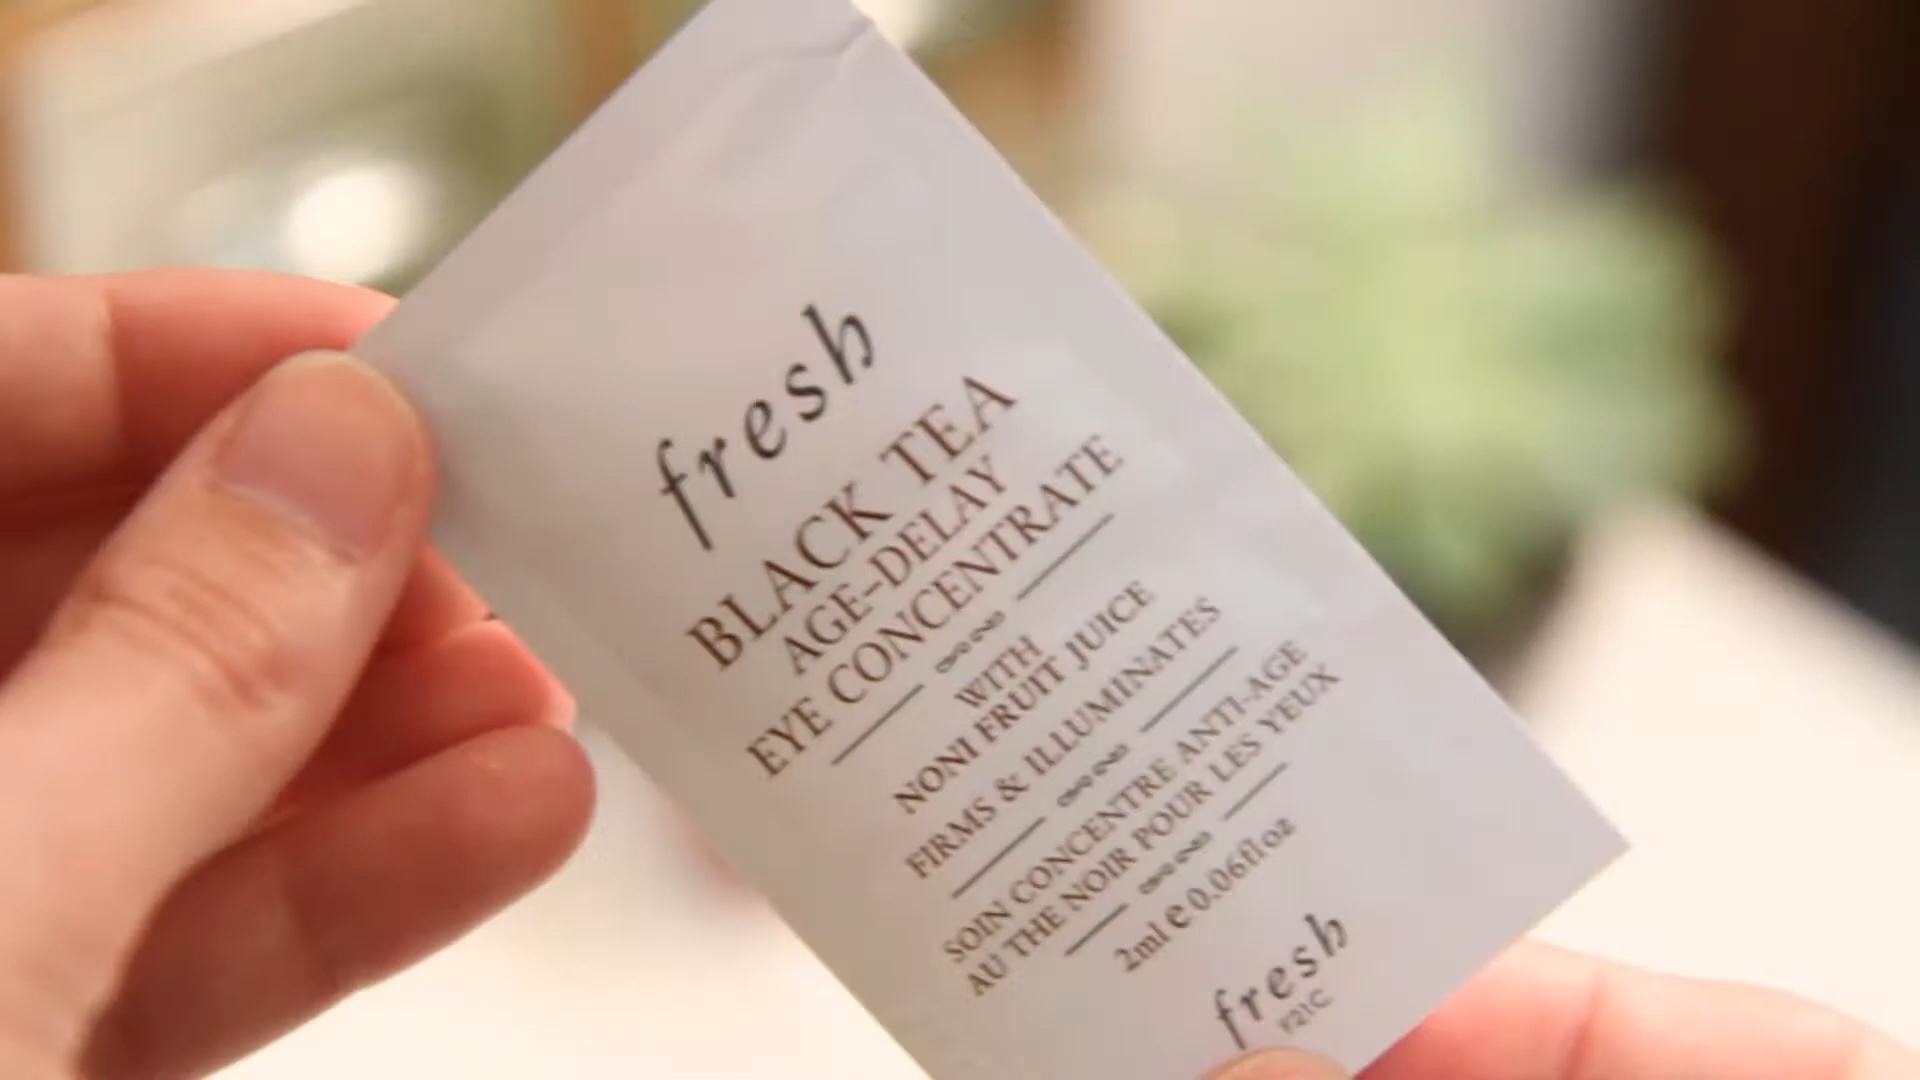 fresh
BLACK TEA
AGE-DELAY
EYE CONCENTRATE
WITH
NONI FRUIT JUICE
FIRMS & ILLUMINATES
SOIN CONCENTRE ANTI-AGE
AU THE NOIR POUR LES YEUX
2ml e 0.06fl oz
fresh
F21C